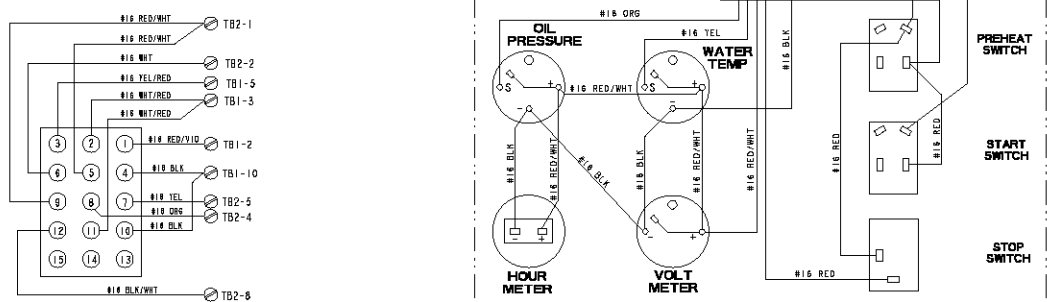 #16 RED/WHT
TB2-1
#16 RED/WHT
#16 WHT
TB2-2
#16 YEL/RED
TB1-5
#16 WHT/RED
TB1-3
#16 WHT/RED
3
2
1
#16 RED/VIO
TB1-2
6
5
4
#16 BLK
TB1-10
9
8
7
#16 YEL
TB2-5
#16 ORG
TB2-4
12
11
10
#16 BLK
15
14
13
#16 BLK/WHT
TB2-8
#16 ORG
OIL
PRESSURE
#16 YEL
WATER
TEMP
#16 BLK
S
+
-
#16 RED/WHT
S
+
-
#16 BLK
#16 RED/WHT
#16 BLK
#16 BLK
#16 RED/WHT
#16 RED/WHT
-
+
HOUR
METER
-
+
VOLT
METER
#16 RED
#16 RED
#16 RED
PREHEAT
SWITCH
START
SWITCH
STOP
SWITCH